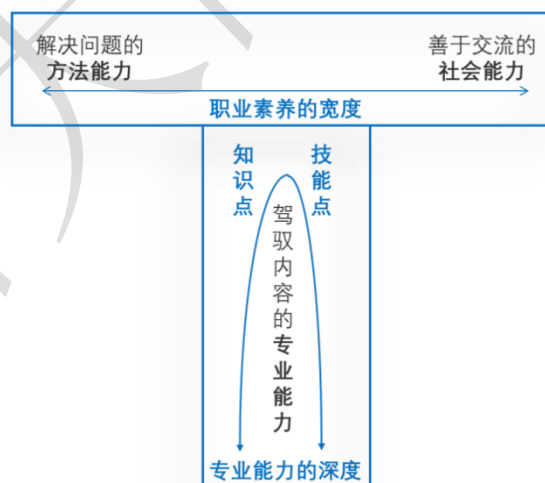 解决问题的
方法能力
善于交流的
社会能力
职业素养的宽度
知识点
技能点
驾驭内容的专业能力
专业能力的深度